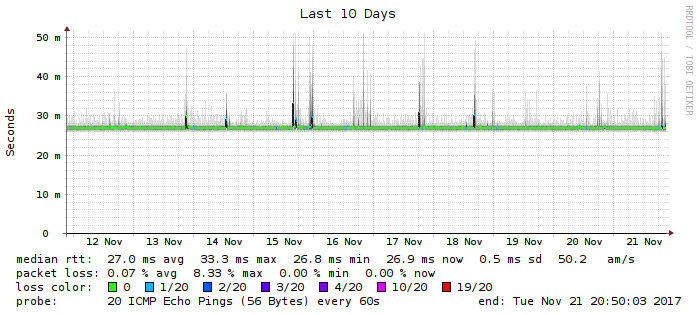 Last 10 Days
RRDTOOL / TOBI OETIKER
Seconds
50 m
40 m
30 m
20 m
10 m
0
12 Nov 13 Nov 14 Nov 15 Nov 16 Nov 17 Nov 18 Nov 19 Nov 20 Nov 21 Nov
median rtt: 27.0 ms avg 33.3 ms max 26.8 ms min 26.9 ms now 0.5 ms sd 50.2 am/s
packet loss: 0.07 % avg 8.33 % max 0.00 % min 0.00 % now
loss color: 0 1/20 2/20 3/20 4/20 10/20 19/20
probe: 20 ICMP Echo Pings (56 Bytes) every 60s end: Tue Nov 21 20:50:03 2017